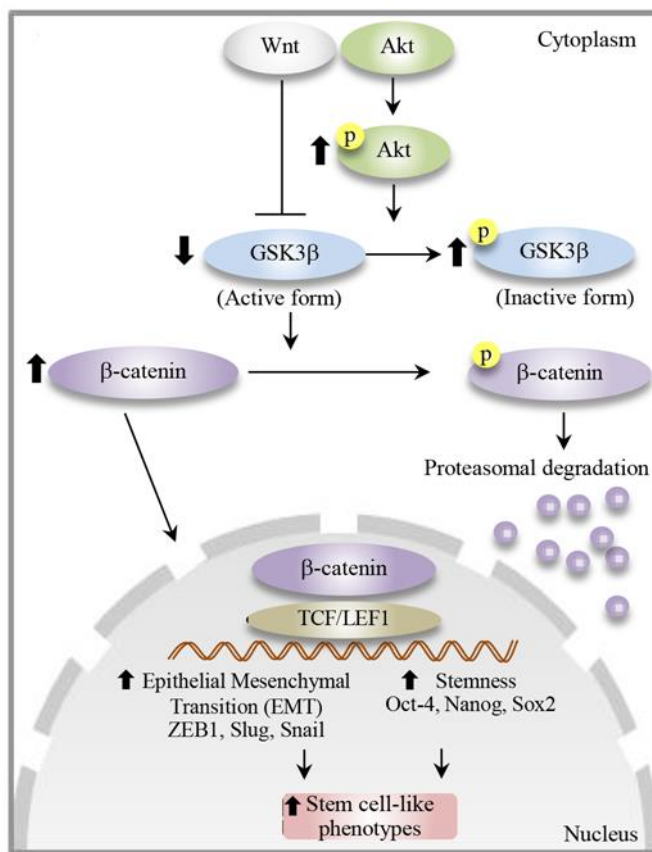 Wnt
Akt
Cytoplasm
p
Akt
GSK3β
(Active form)
p
GSK3β
(Inactive form)
β-catenin
p
β-catenin
Proteasomal degradation
β-catenin
TCF/LEF1
Epithelial Mesenchymal
Transition (EMT)
ZEB1, Slug, Snail
Stemness
Oct-4, Nanog, Sox2
Stem cell-like
phenotypes
Nucleus